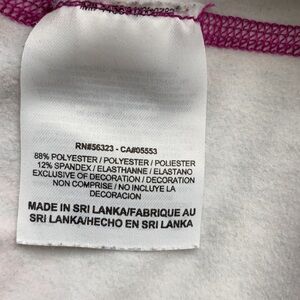 RN#56323 - CA#05553
88% POLYESTER / POLYESTER / POLIESTER
12% SPANDEX / ELASTHANNE / ELASTANO
EXCLUSIVE OF DECORATION / DECORATION
NON COMPRISE / NO INCLUYE LA
DECORACION
MADE IN SRI LANKA/FABRIQUE AU
SRI LANKA/HECHO EN SRI LANKA